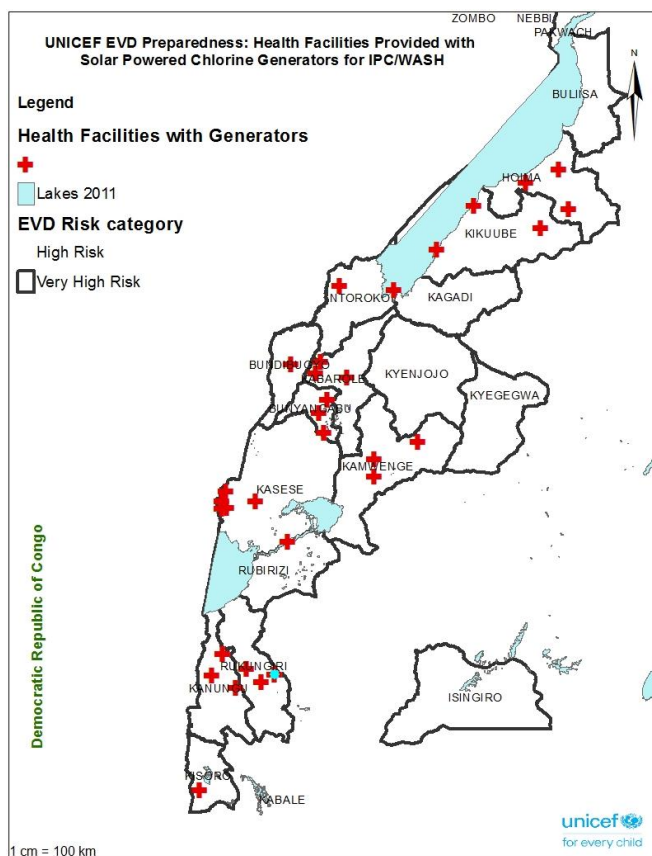 ZOMBO NEBBI
PAKWACH
UNICEF EVD Preparedness: Health Facilities Provided with
Solar Powered Chlorine Generators for IPC/WASH
N
BULIISA
Legend
Health Facilities with Generators
Lakes 2011
EVD Risk category
High Risk
Very High Risk
HOIMA
KIKUUBE
NTOROKO
KAGADI
BUNDIBUGYO
KABAROLE
KYENJOJO
KYEGEGWA
BUNYANGABU
KAMWENGE
KASESE
RUBIRIZI
Democratic Republic of Congo
RUKUNGIRI
KANUNGU
ISINGIRO
KISORO
KABALE
unicef
for every child
1 cm = 100 km